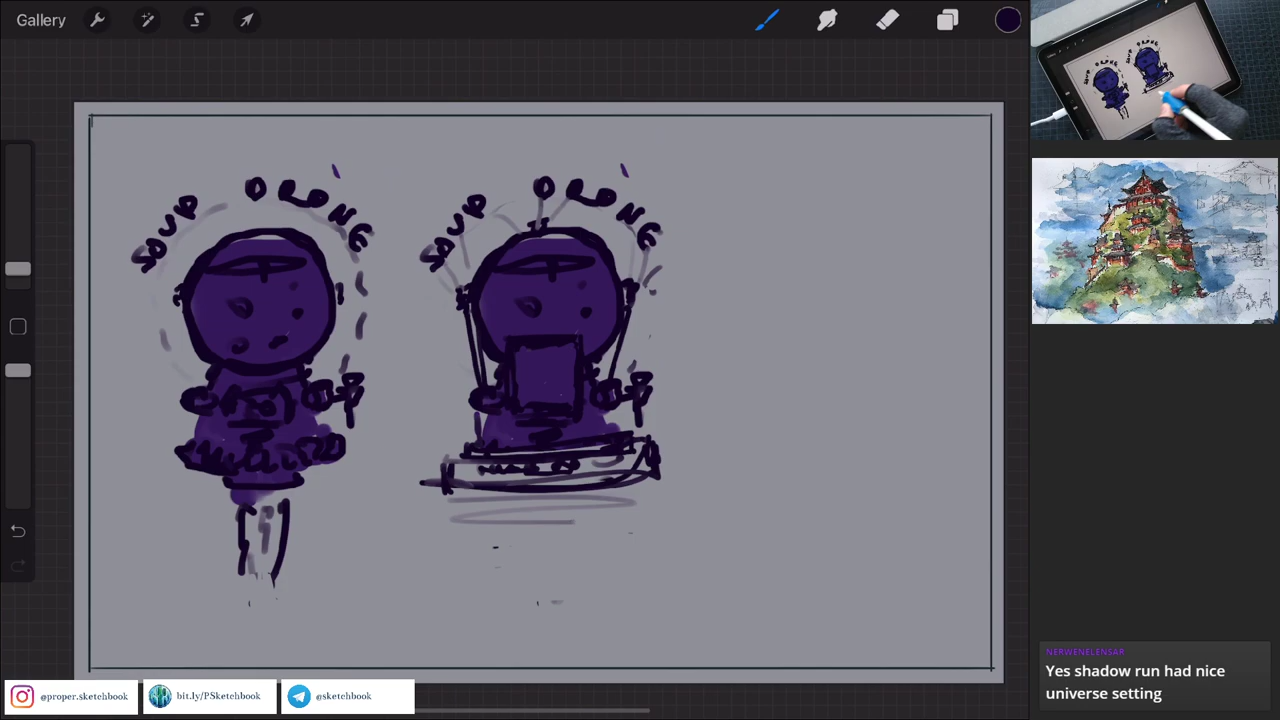 Gallery
SOUP DRONE
SOUP DRONE
NERWENELENSAR
Yes shadow run had nice
universe setting
@proper.sketchbook
bit.ly/PSketchbook
@sketchbook